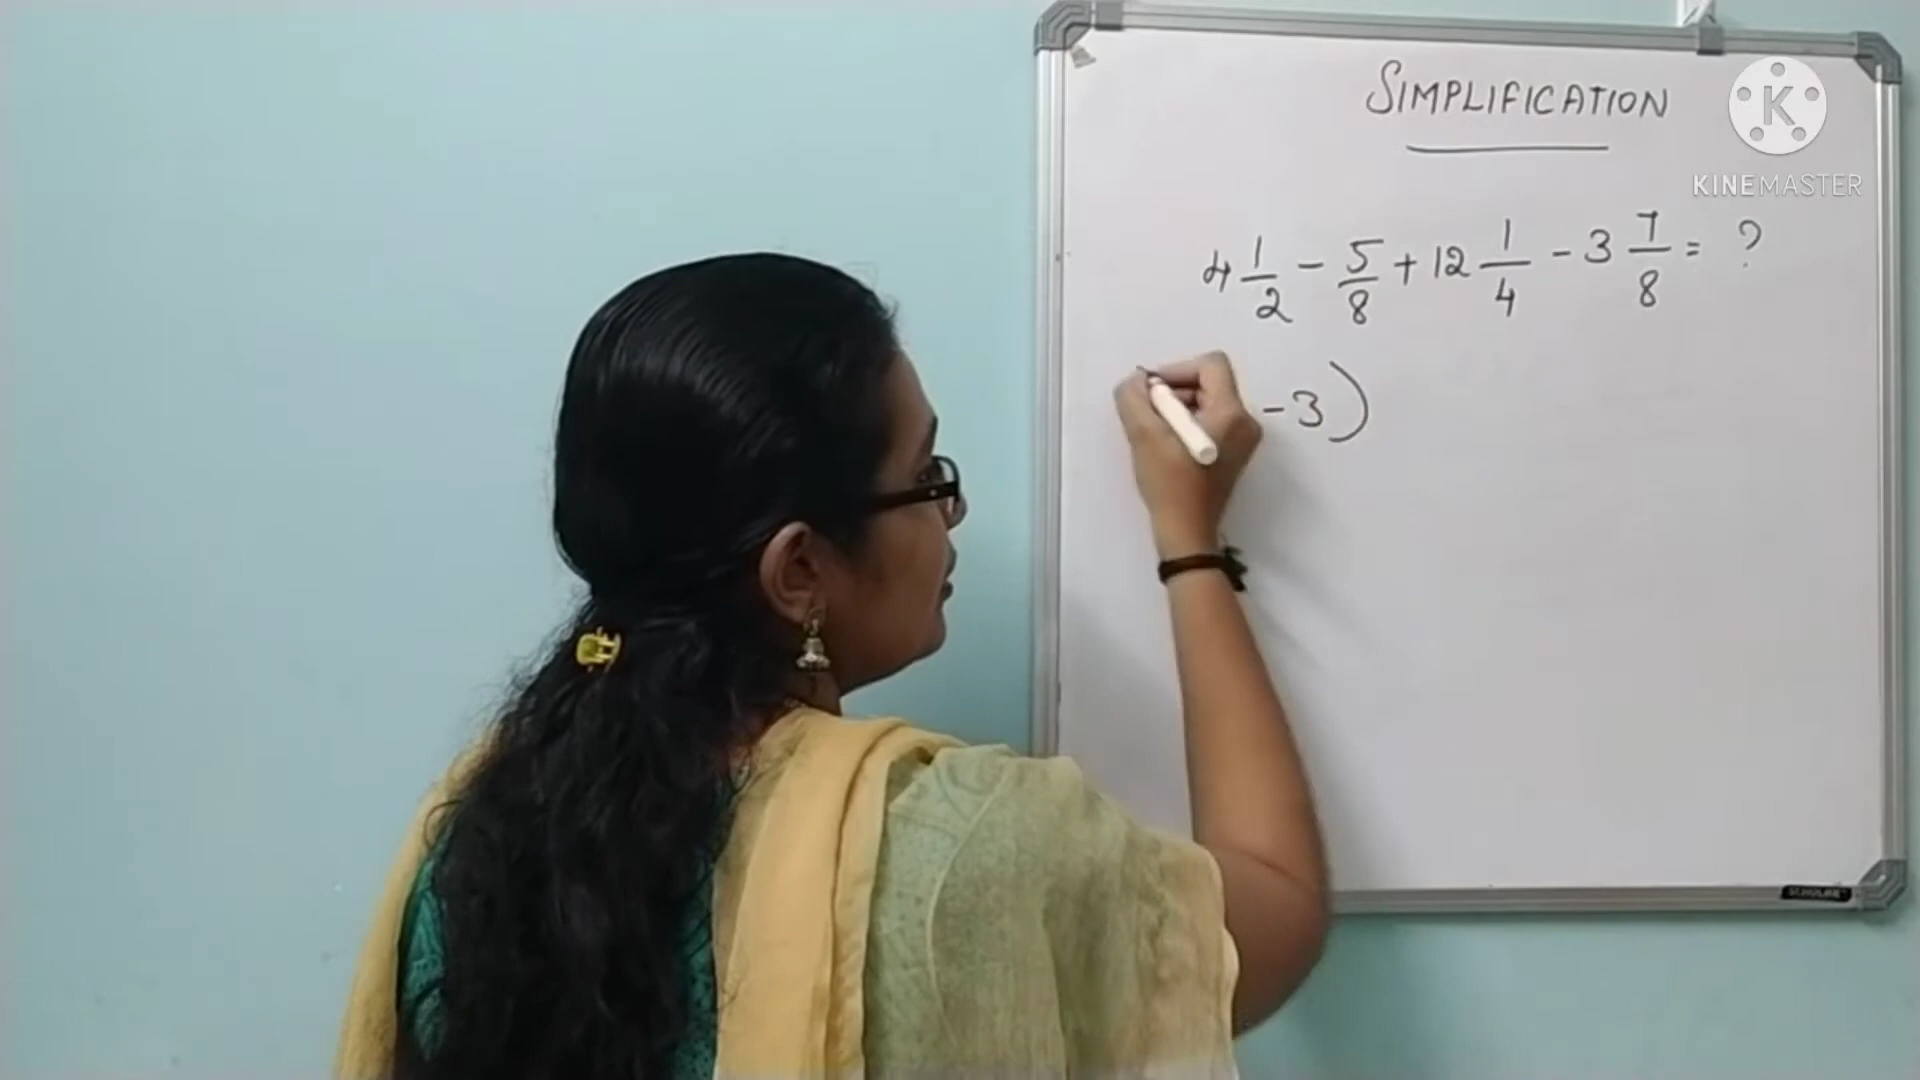 SIMPLIFICATION
KINEMASTER
4 1/2 - 5/8 + 12 1/4 - 3 7/8 = ?
-3)